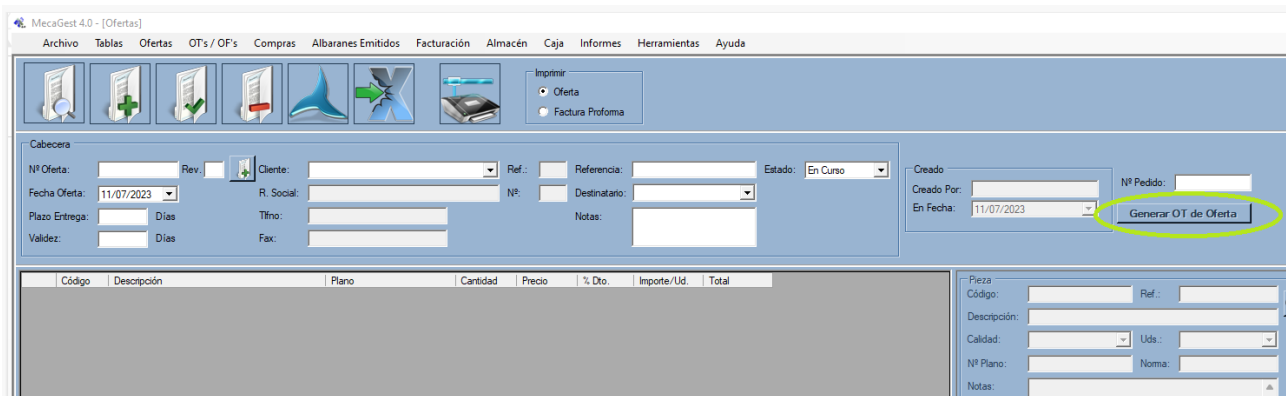 MecaGest 4.0 - [Ofertas]
Archivo Tablas Ofertas OT's / OF's Compras Albaranes Emitidos Facturación Almacén Caja Informes Herramientas Ayuda
Imprimir
Oferta
Factura Proforma
Cabecera
Nº Oferta: Rev. Cliente: Ref.: Referencia: Estado: En Curso
Fecha Oferta: 11/07/2023 R. Social: Nº: Destinatario:
Plazo Entrega: Días Tlfno: Notas:
Validez: Días Fax:
Creado
Creado Por:
En Fecha: 11/07/2023
Nº Pedido:
Generar OT de Oferta
Código Descripción Plano Cantidad Precio % Dto. Importe/Ud. Total
Pieza
Código: Ref.:
Descripción:
Calidad: Uds.:
Nº Plano: Norma:
Notas: